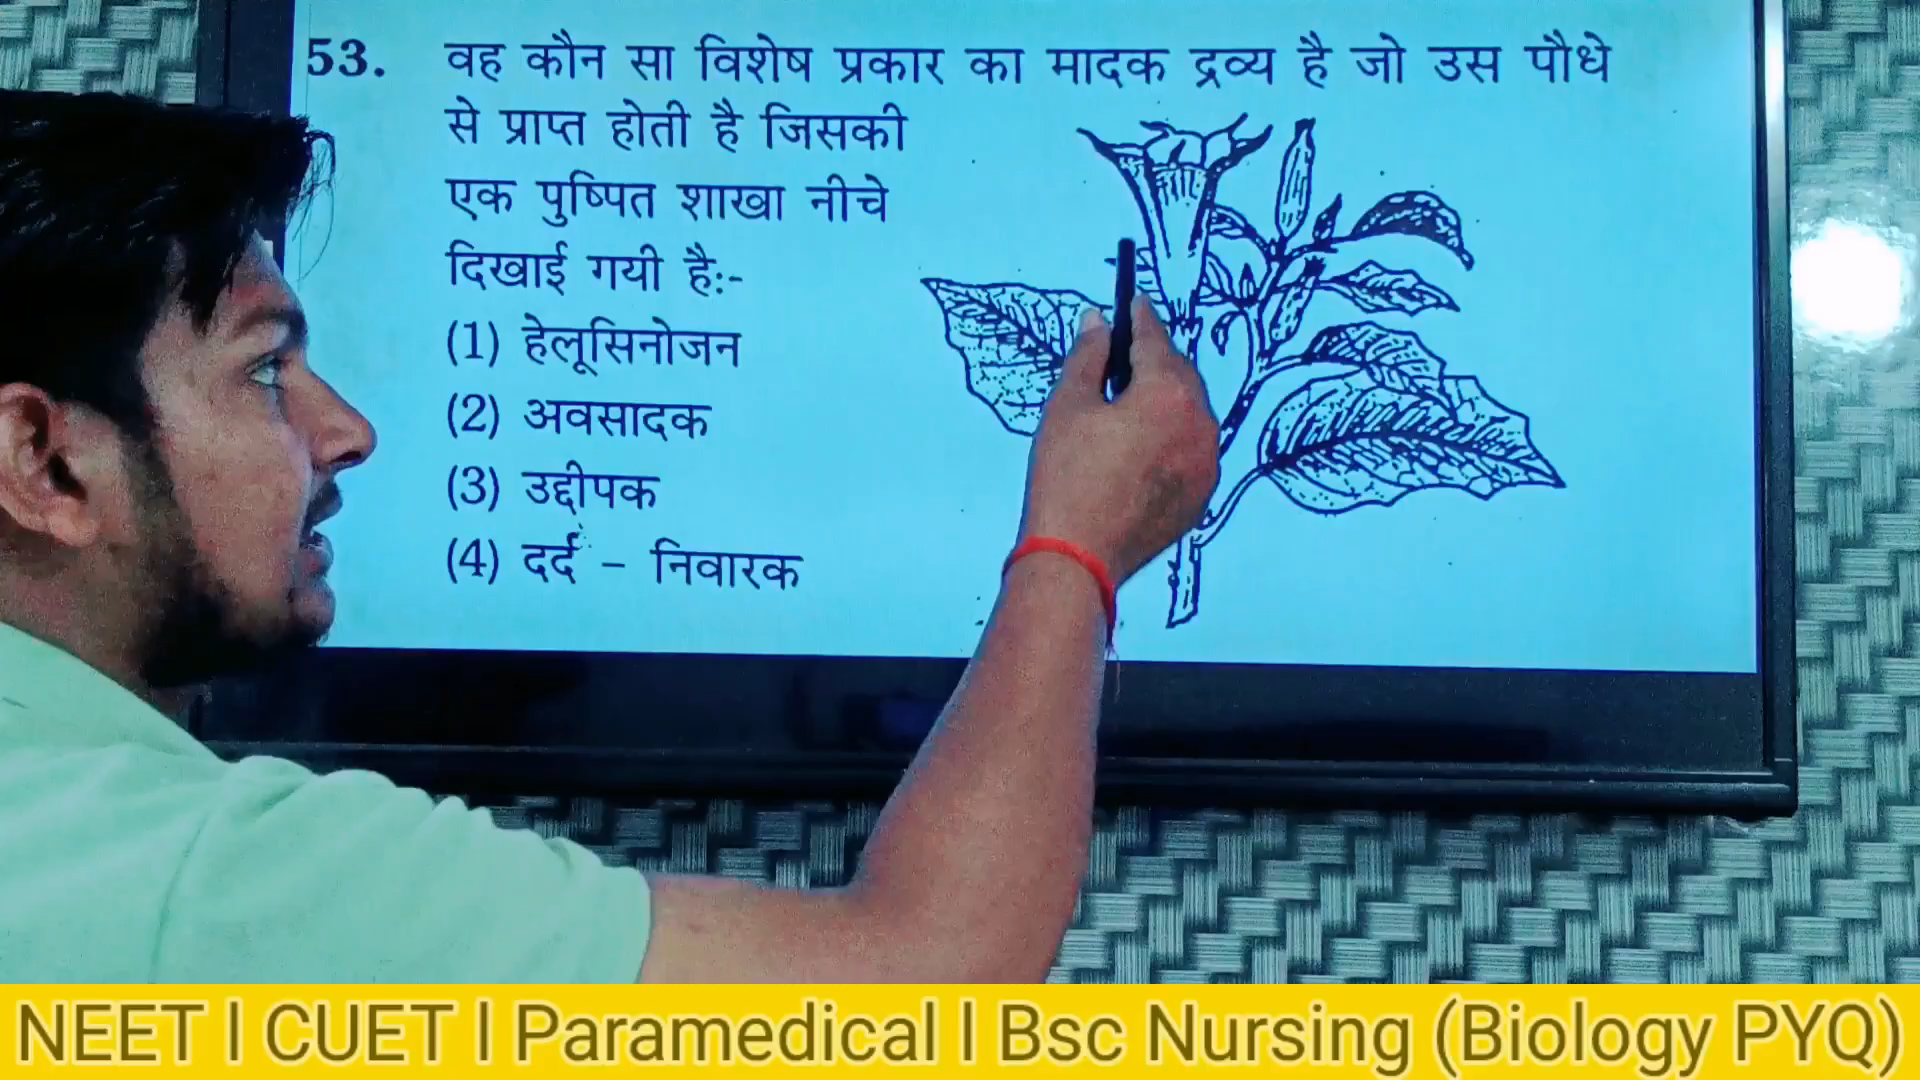 53. वह कौन सा विशेष प्रकार का मादक द्रव्य है जो उस पौधे
से प्राप्त होती है जिसकी
एक पुष्पित शाखा नीचे
दिखाई गयी है:-
(1) हेलूसिनोजन
(2) अवसादक
(3) उद्दीपक
(4) दर्द – निवारक
NEET l CUET l Paramedical l Bsc Nursing (Biology PYQ)